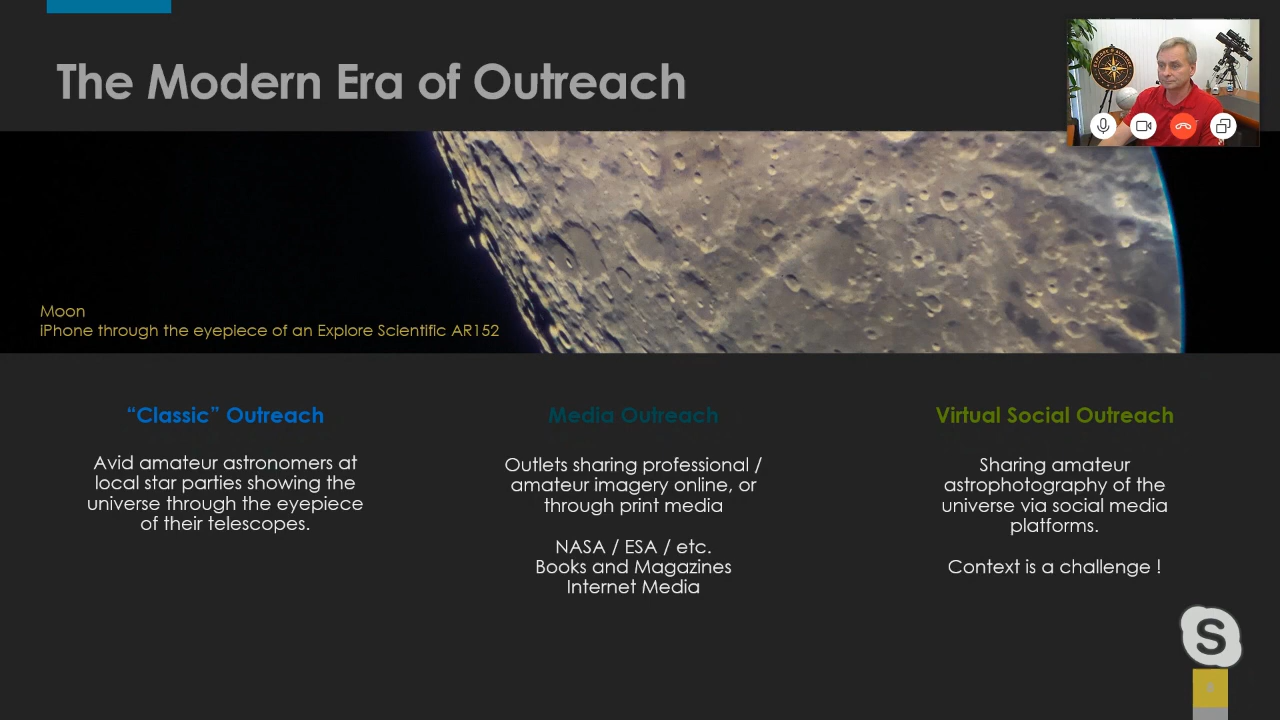 The Modern Era of Outreach
Moon
iPhone through the eyepiece of an Explore Scientific AR152
“Classic” Outreach
Avid amateur astronomers at
local star parties showing the
universe through the eyepiece
of their telescopes.
Media Outreach
Outlets sharing professional /
amateur imagery online, or
through print media
NASA / ESA / etc.
Books and Magazines
Internet Media
Virtual Social Outreach
Sharing amateur
astrophotography of the
universe via social media
platforms.
Context is a challenge !
S